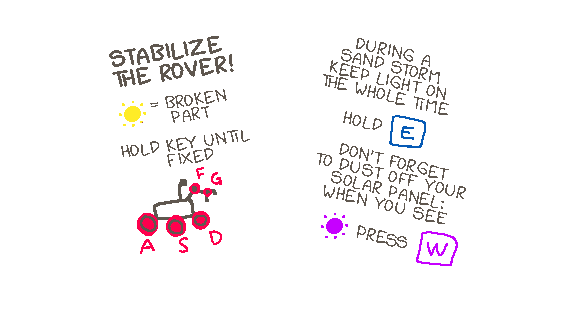 STABILIZE
THE ROVER!
= BROKEN
PART
HOLD KEY UNTIL
FIXED
F
G
A
S
D
DURING A
SAND STORM
KEEP LIGHT ON
THE WHOLE TIME
HOLD E
DON'T FORGET
TO DUST OFF YOUR
SOLAR PANEL:
WHEN YOU SEE
PRESS W